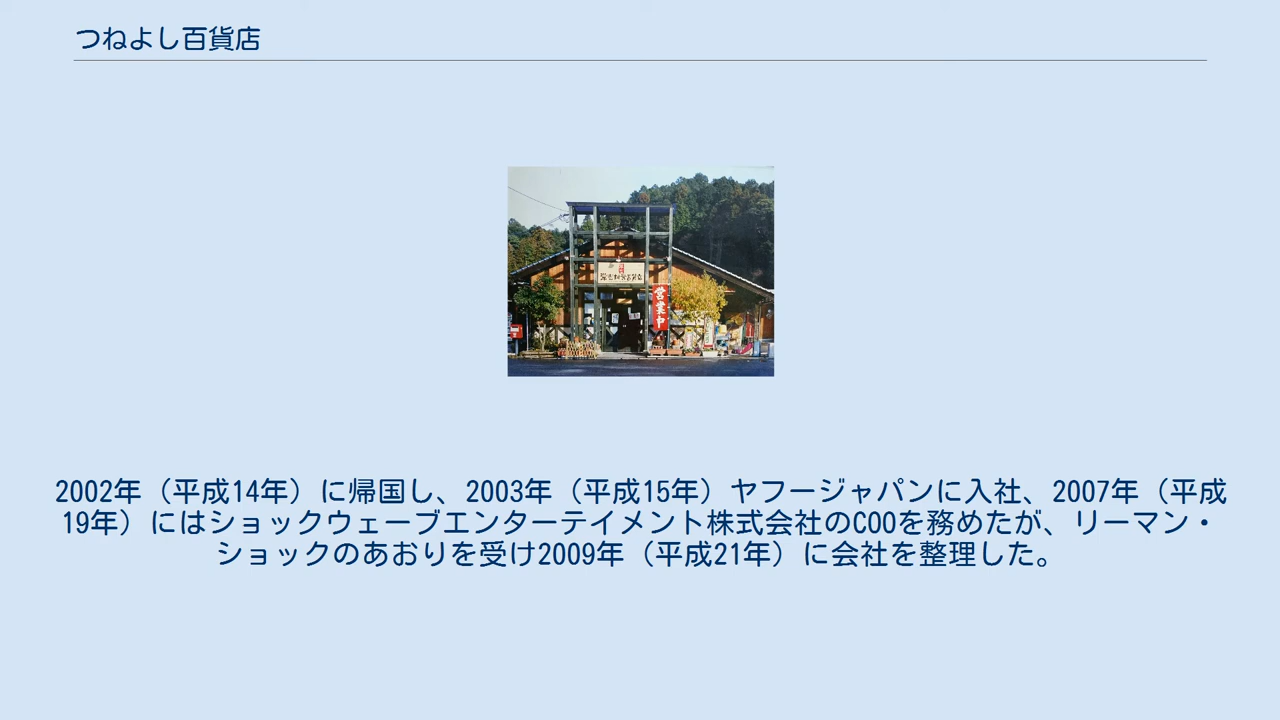 つねよし百貨店
営業中
2002年（平成14年）に帰国し、2003年（平成15年）ヤフージャパンに入社、2007年（平成
19年）にはショックウェーブエンターテイメント株式会社のCOOを務めたが、リーマン・
ショックのあおりを受け2009年（平成21年）に会社を整理した。